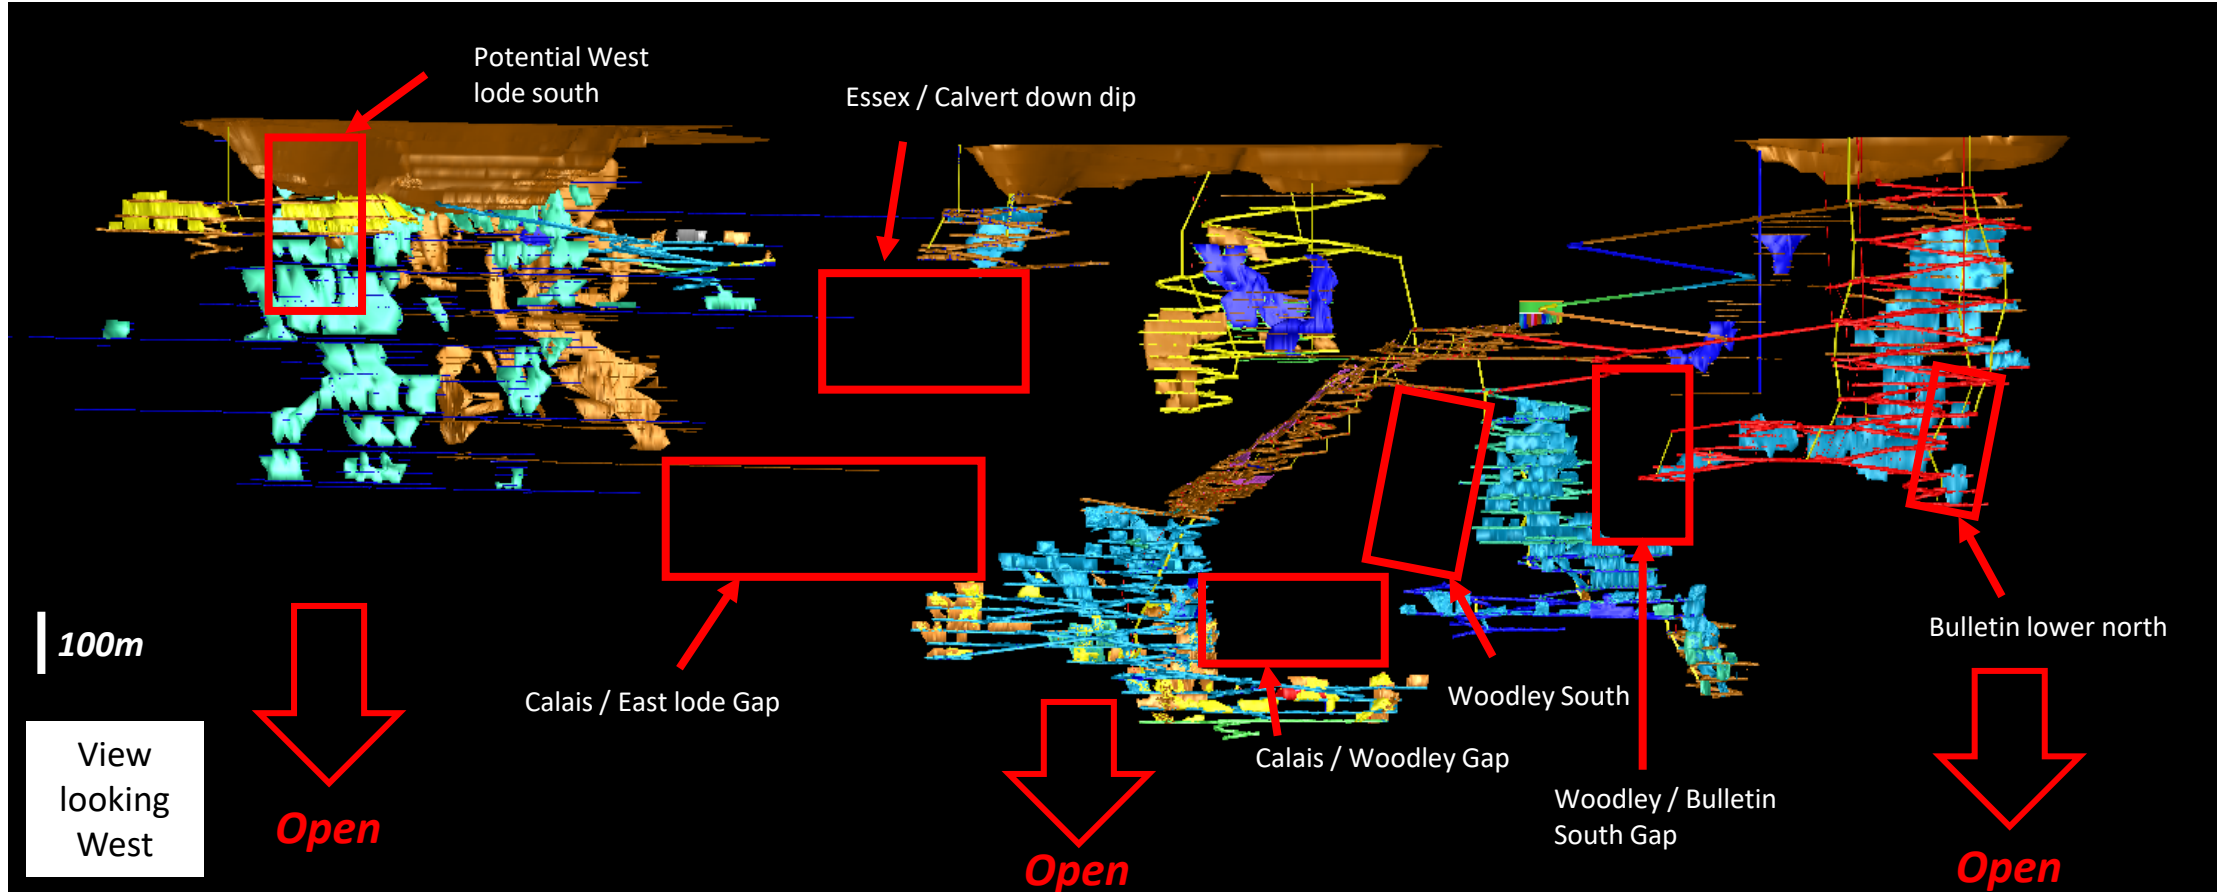 Potential West
lode south
Essex / Calvert down dip
100m
Calais / East lode Gap
Bulletin lower north
Woodley South
Calais / Woodley Gap
Woodley / Bulletin
South Gap
View
looking
West
Open
Open
Open